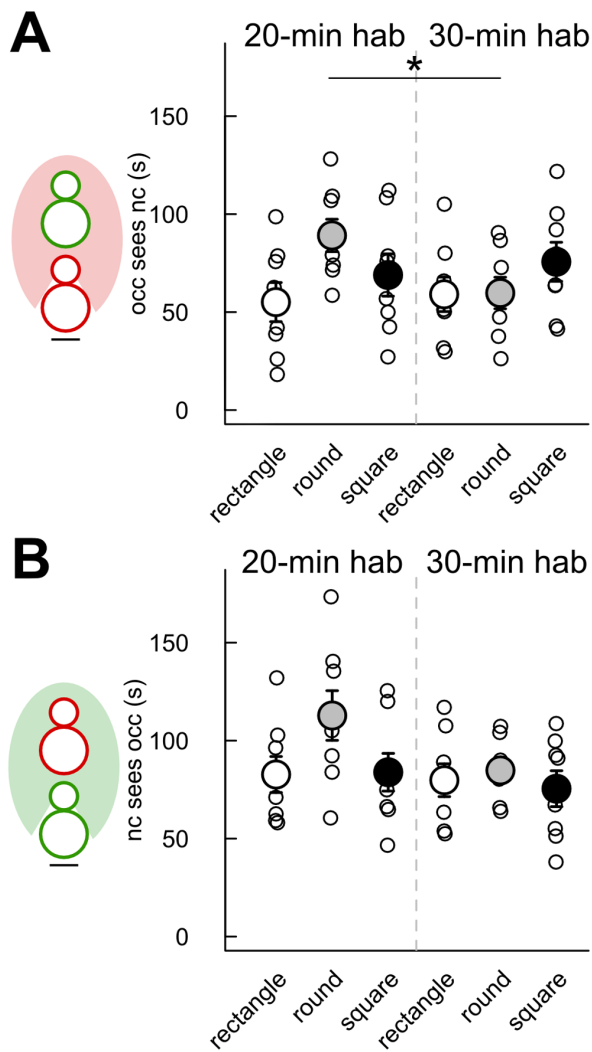 A
20-min hab 30-min hab
*
occ sees nc (s)
150
100
50
0
rectangle round square rectangle round square
B
20-min hab 30-min hab
nc sees occ (s)
150
100
50
0
rectangle round square rectangle round square